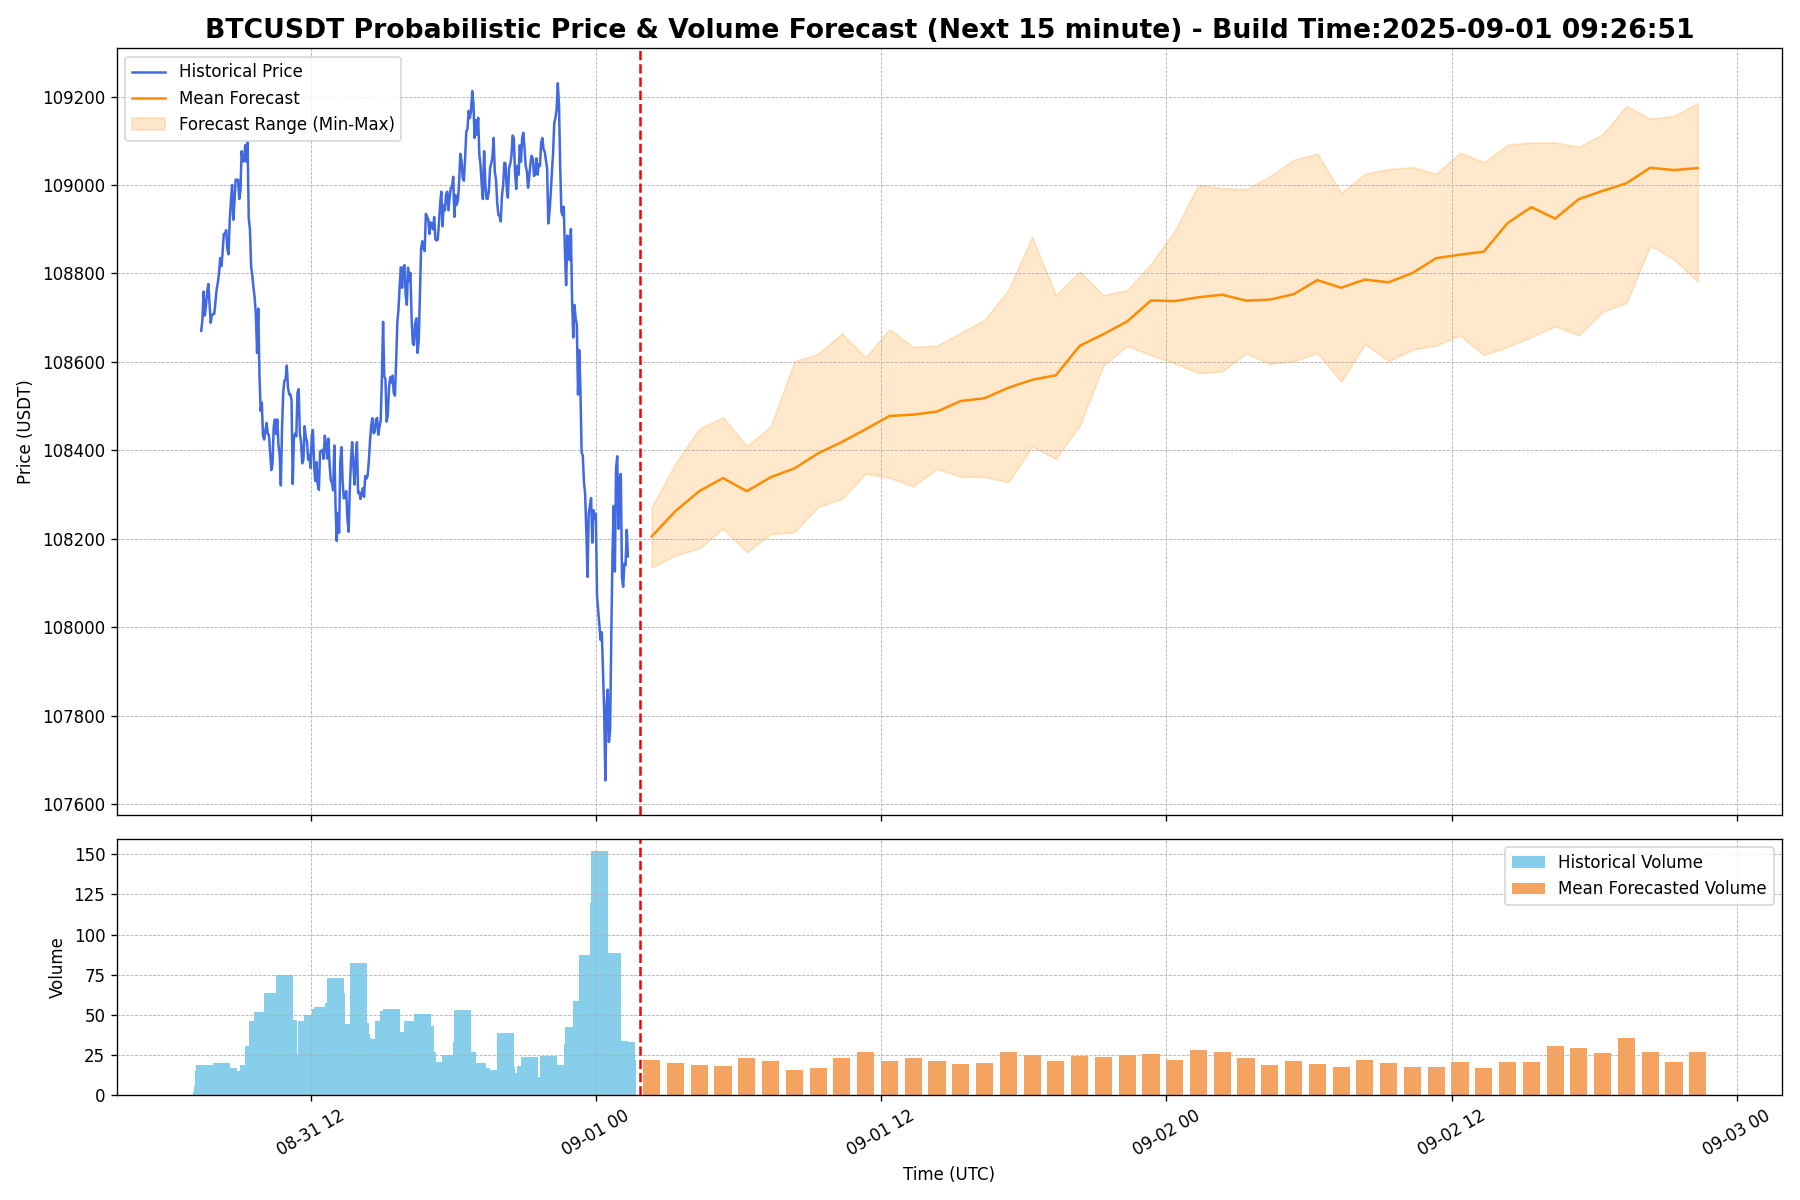 BTCUSDT Probabilistic Price & Volume Forecast (Next 15 minute) - Build Time:2025-09-01 09:26:51
Historical Price
Mean Forecast
Forecast Range (Min-Max)
Price (USDT)
109200
109000
108800
108600
108400
108200
108000
107800
107600
Historical Volume
Mean Forecasted Volume
Volume
150
125
100
75
50
25
0
08-31 12
09-01 00
09-01 12
09-02 00
09-02 12
09-03 00
Time (UTC)